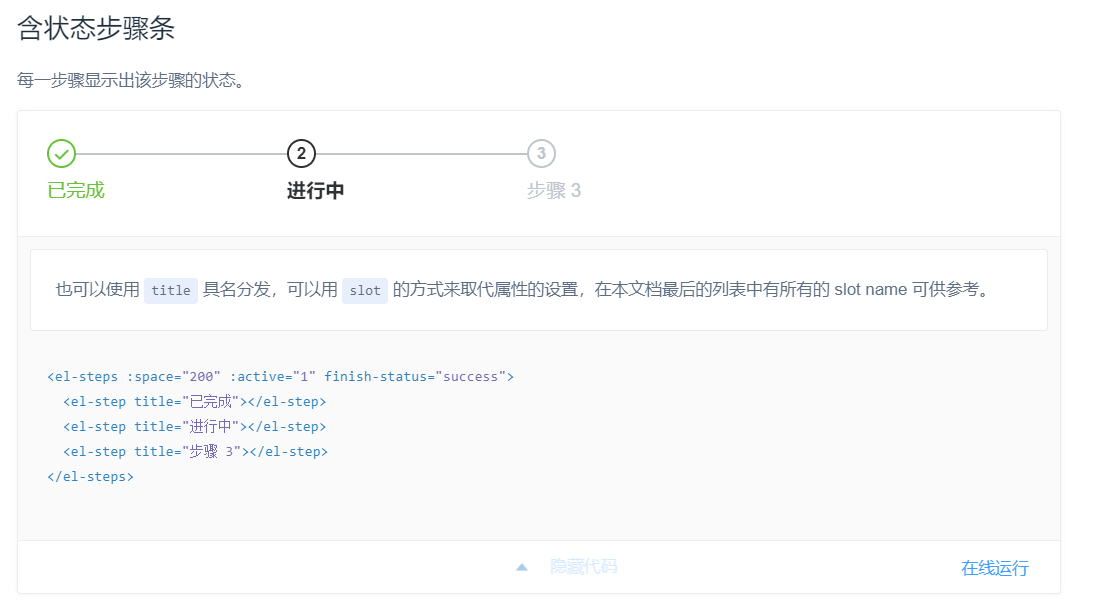 含状态步骤条
每一步骤显示出该步骤的状态。
2 3
已完成 进行中 步骤 3
也可以使用 title 具名分发，可以用 slot 的方式来取代属性的设置，在本文档最后的列表中有所有的 slot name 可供参考。
<el-steps :space="200" :active="1" finish-status="success">
  <el-step title="已完成"></el-step>
  <el-step title="进行中"></el-step>
  <el-step title="步骤 3"></el-step>
</el-steps>
隐藏代码 在线运行